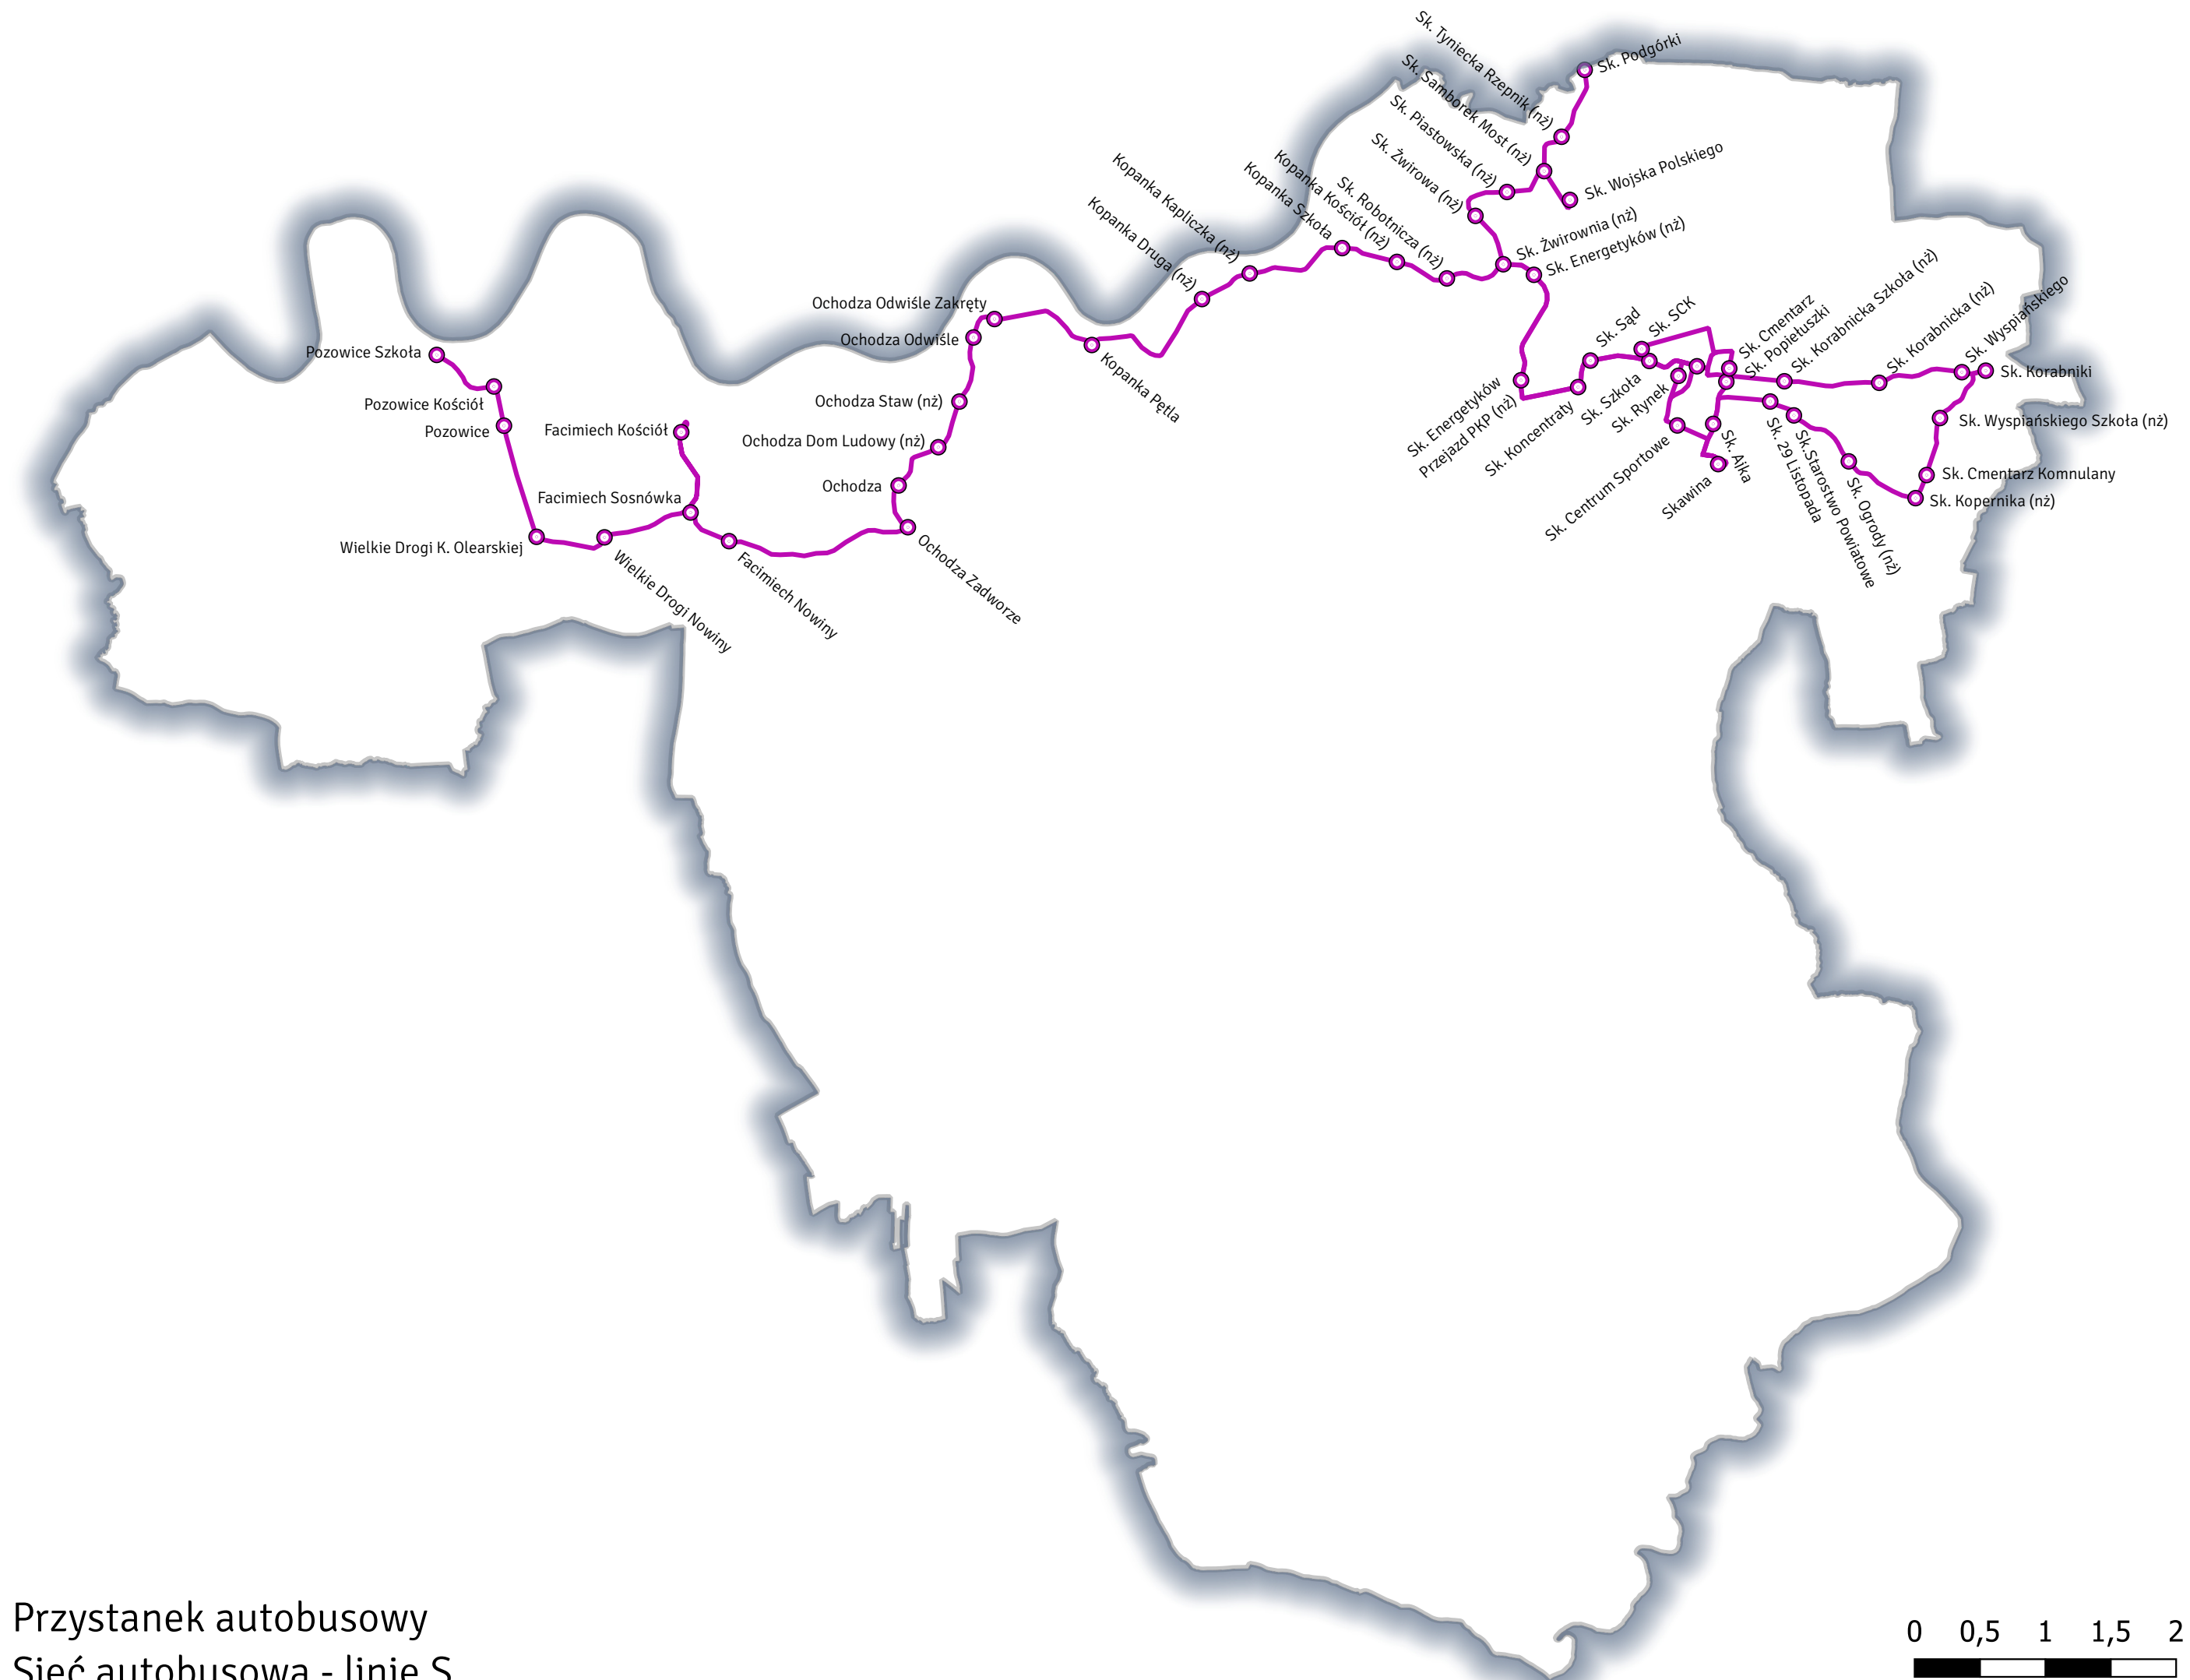 Sk. Tyniecka Rzepnik (nż)
Sk. Podgórki
Sk. Samborek Most (nż)
Sk. Piastowska (nż)
Sk. Żwirowa (nż)
Sk. Wojska Polskiego
Kopanka Kapliczka (nż)
Kopanka Szkoła
Kopanka Kościół (nż)
Sk. Robotnicza (nż)
Kopanka Druga (nż)
Sk. Żwirownia (nż)
Sk. Energetyków (nż)
Ochodza Odwiśle Zakręty
Ochodza Odwiśle
Kopanka Pętla
Pozowice Szkoła
Pozowice Kościół
Pozowice
Facimiech Kościół
Ochodza Staw (nż)
Ochodza Dom Ludowy (nż)
Ochodza
Facimiech Sosnówka
Wielkie Drogi K. Olearskiej
Wielkie Drogi Nowiny
Facimiech Nowiny
Ochodza Zadworze
Sk. Sąd
Sk. SCK
Sk. Cmentarz
Sk. Popiełuszki
Sk. Korabnicka Szkoła (nż)
Sk. Korabnicka (nż)
Sk. Wyspiańskiego
Sk. Korabniki
Sk. Energetyków
Przejazd PKP (nż)
Sk. Koncentraty
Sk. Szkoła
Sk. Rynek
Sk. Centrum Sportowe
Skawina
Sk. Ajka
Sk. 29 Listopada
Sk.Starostwo Powiatowe
Sk. Ogrody (nż)
Sk. Wyspiańskiego Szkoła (nż)
Sk. Cmentarz Komnulany
Sk. Kopernika (nż)
Przystanek autobusowy
Sieć autobusowa - linie S
0 0,5 1 1,5 2